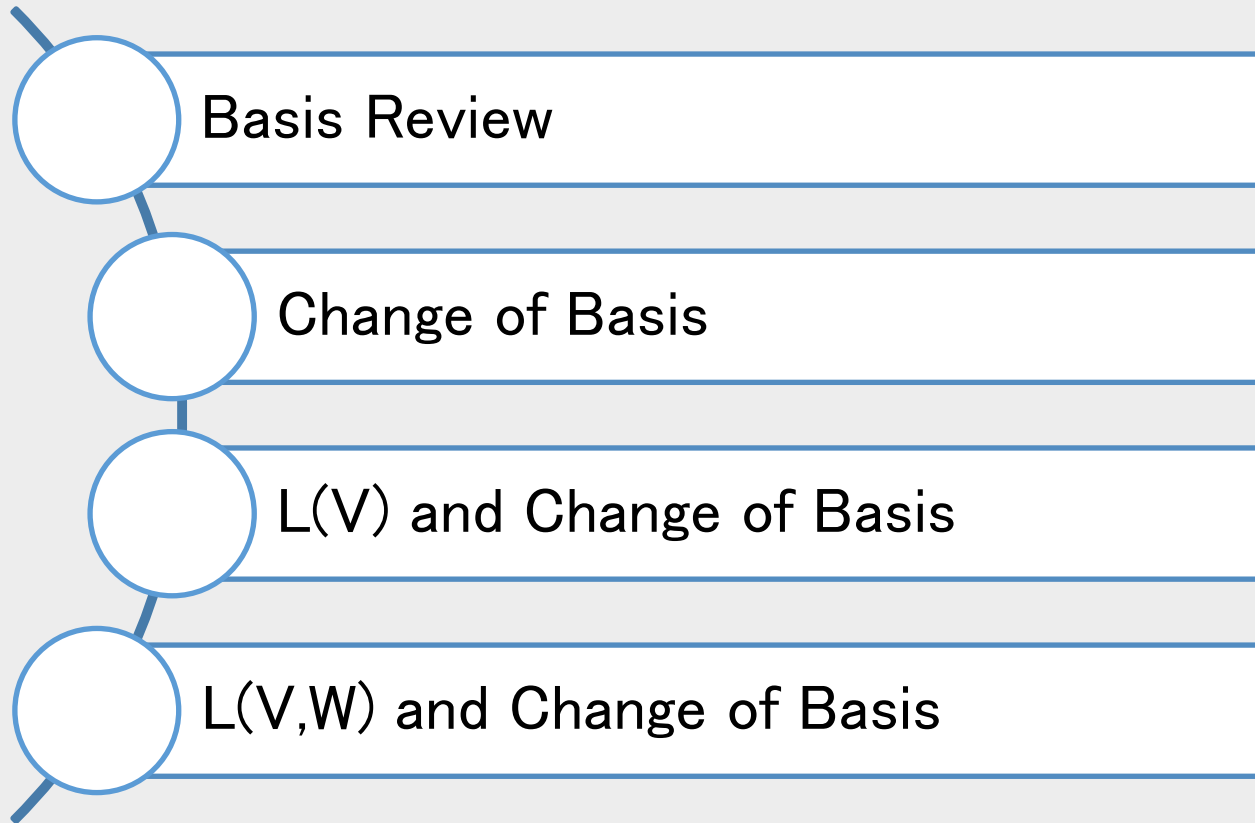 Basis Review
Change of Basis
L(V) and Change of Basis
L(V,W) and Change of Basis